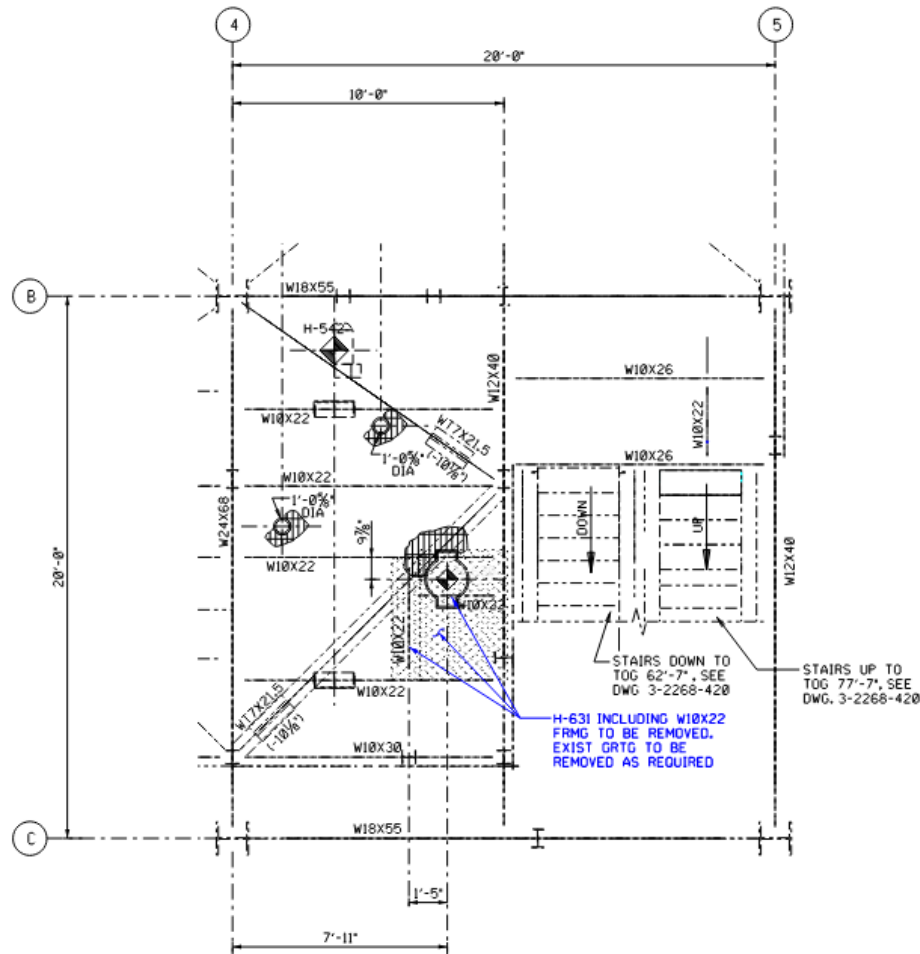 4
5
20'-0"
10'-0"
B
W18X55
H-542
W12X40
W10X26
W10X22
W10X22
WT7X21.5
(-10⅛")
1'-0⅝"
DIA
W10X26
W10X22
1'-0⅝"
DIA
W24X68
9⅞"
DOWN
UP
W10X22
W10X22
20'-0"
W12X40
W10X22
STAIRS DOWN TO
TOG 62'-7", SEE
DWG 3-2268-420
STAIRS UP TO
TOG 77'-7", SEE
DWG. 3-2268-420
W10X22
WT7X21.5
(-10⅛")
H-631 INCLUDING W10X22
FRMG TO BE REMOVED.
EXIST GRTG TO BE
REMOVED AS REQUIRED
W10X30
C
W18X55
1'-5"
7'-11"